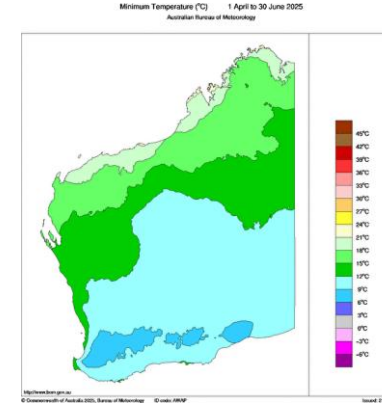 Minimum Temperature (°C) 1 April to 30 June 2025
Australian Bureau of Meteorology
45°C
42°C
39°C
36°C
33°C
30°C
27°C
24°C
21°C
18°C
15°C
12°C
9°C
6°C
3°C
0°C
-3°C
-6°C
http://www.bom.gov.au
© Commonwealth of Australia 2025, Bureau of Meteorology ID code: AWAP Issued: 2